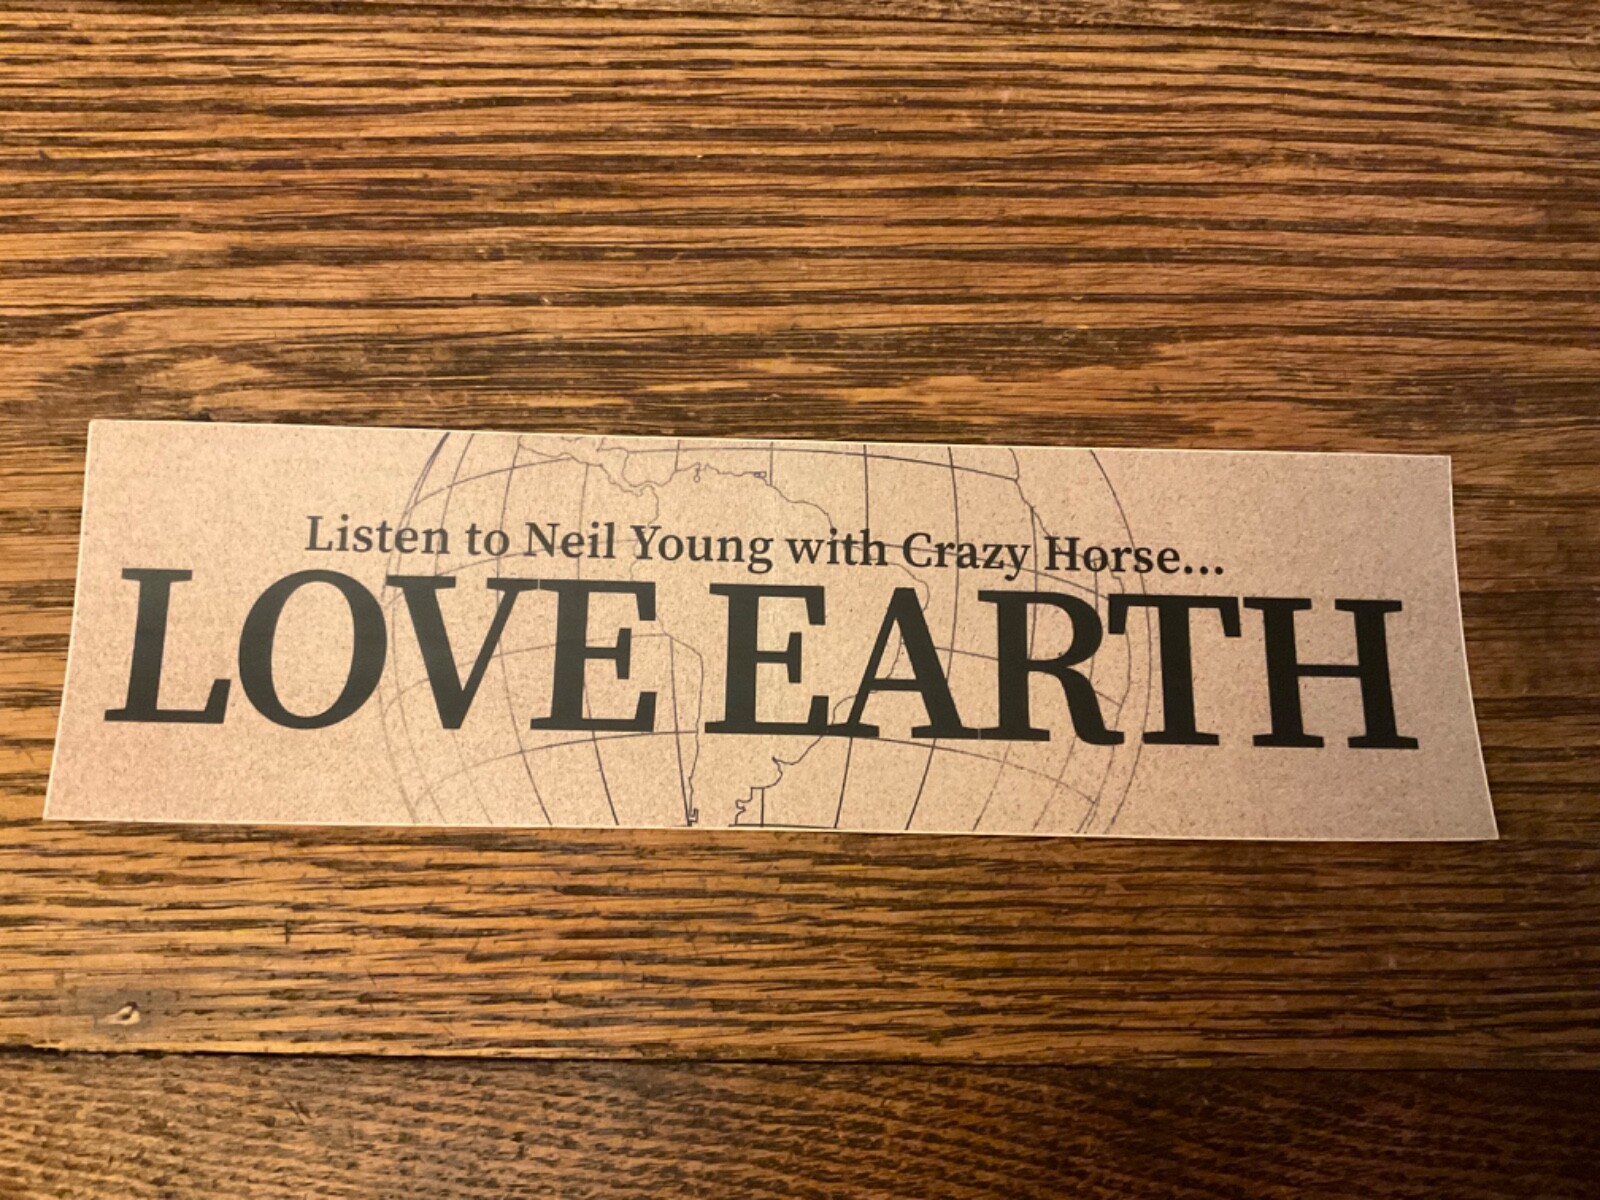 Listen to Neil Young with Crazy Horse...
LOVE EARTH